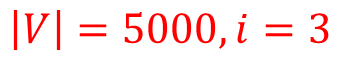 |V| = 5000, i = 3